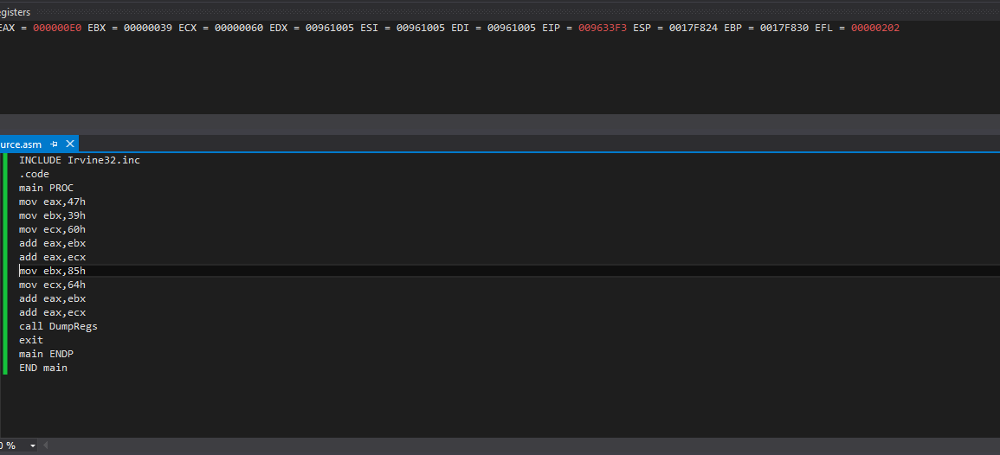 egisters
EAX = 000000E0 EBX = 00000039 ECX = 00000060 EDX = 00961005 ESI = 00961005 EDI = 00961005 EIP = 009633F3 ESP = 0017F824 EBP = 0017F830 EFL = 00000202
urce.asm
INCLUDE Irvine32.inc
.code
main PROC
mov eax,47h
mov ebx,39h
mov ecx,60h
add eax,ebx
add eax,ecx
mov ebx,85h
mov ecx,64h
add eax,ebx
add eax,ecx
call DumpRegs
exit
main ENDP
END main
0 %